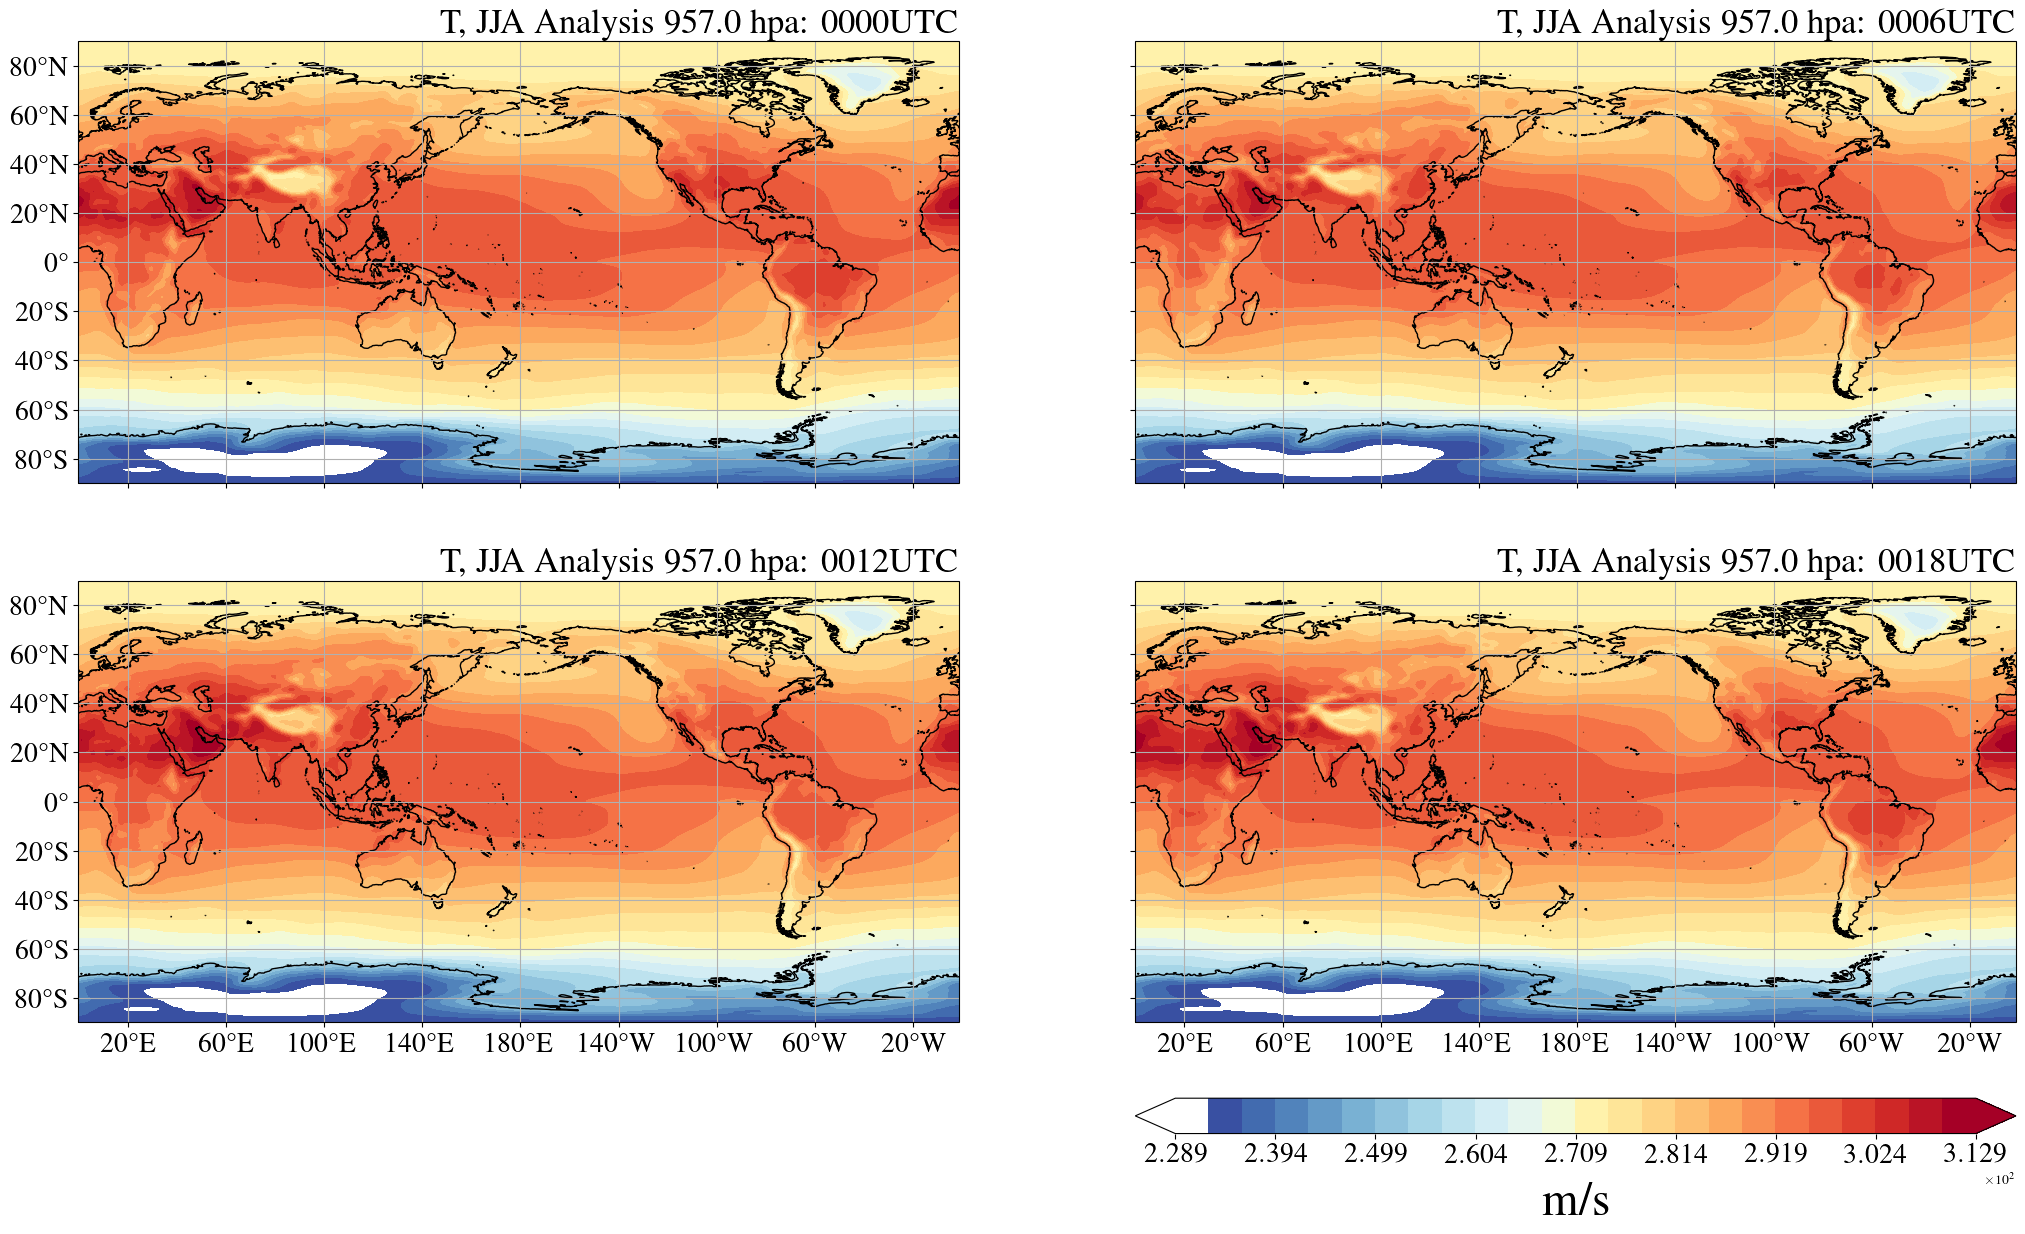 T, JJA Analysis 957.0 hpa: 0000UTC
T, JJA Analysis 957.0 hpa: 0006UTC
80°N
60°N
40°N
20°N
0°
20°S
40°S
60°S
80°S
T, JJA Analysis 957.0 hpa: 0012UTC
T, JJA Analysis 957.0 hpa: 0018UTC
80°N
60°N
40°N
20°N
0°
20°S
40°S
60°S
80°S
20°E 60°E 100°E 140°E 180°E 140°W 100°W 60°W 20°W
20°E 60°E 100°E 140°E 180°E 140°W 100°W 60°W 20°W
2.289 2.394 2.499 2.604 2.709 2.814 2.919 3.024 3.129
×10²
m/s